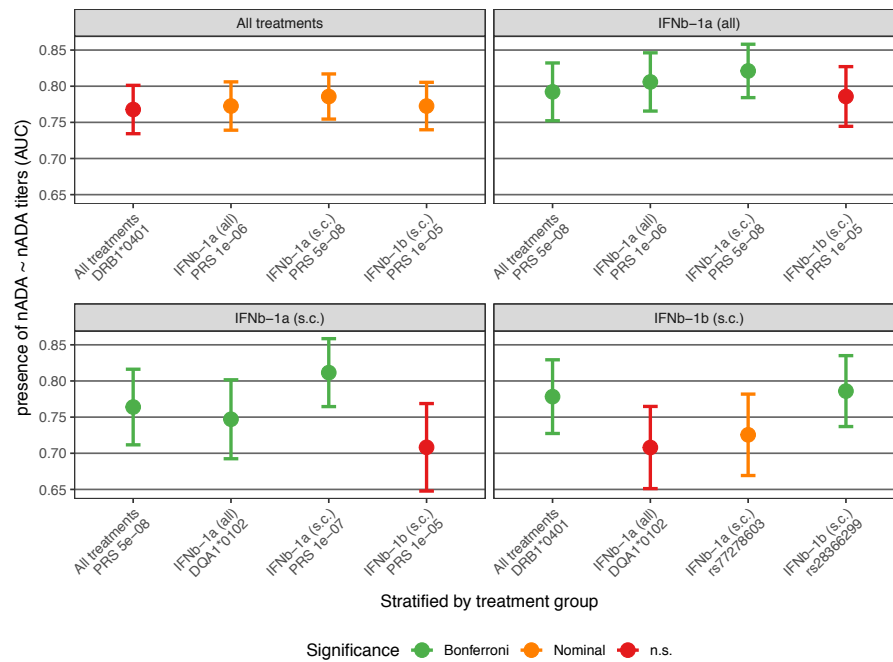 All treatments
IFNb−1a (all)
presence of nADA ~ nADA titers (AUC)
0.85
0.80
0.75
0.70
0.65
All treatments
DRB1*0401
IFNb−1a (all)
PRS 1e−06
IFNb−1a (s.c.)
PRS 5e−08
IFNb−1b (s.c.)
PRS 1e−05
All treatments
PRS 5e−08
IFNb−1a (all)
PRS 1e−06
IFNb−1a (s.c.)
PRS 5e−08
IFNb−1b (s.c.)
PRS 1e−05
IFNb−1a (s.c.)
IFNb−1b (s.c.)
0.85
0.80
0.75
0.70
0.65
All treatments
PRS 5e−08
IFNb−1a (all)
DQA1*0102
IFNb−1a (s.c.)
PRS 1e−07
IFNb−1b (s.c.)
PRS 1e−05
All treatments
DRB1*0401
IFNb−1a (all)
DQA1*0102
IFNb−1a (s.c.)
rs77278603
IFNb−1b (s.c.)
rs28366299
Stratified by treatment group
Significance Bonferroni Nominal n.s.